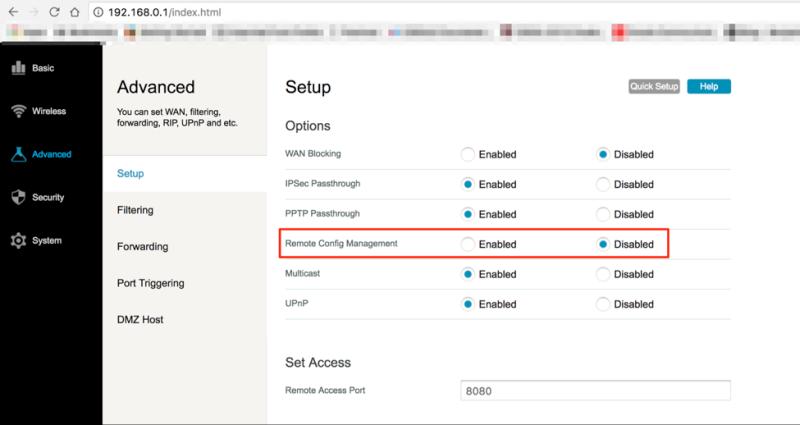 192.168.0.1/index.html
Basic
Wireless
Advanced
Security
System
Advanced
You can set WAN, filtering,
forwarding, RIP, UPnP and etc.
Setup
Filtering
Forwarding
Port Triggering
DMZ Host
Setup
Quick Setup Help
Options
WAN Blocking Enabled Disabled
IPSec Passthrough Enabled Disabled
PPTP Passthrough Enabled Disabled
Remote Config Management Enabled Disabled
Multicast Enabled Disabled
UPnP Enabled Disabled
Set Access
Remote Access Port 8080